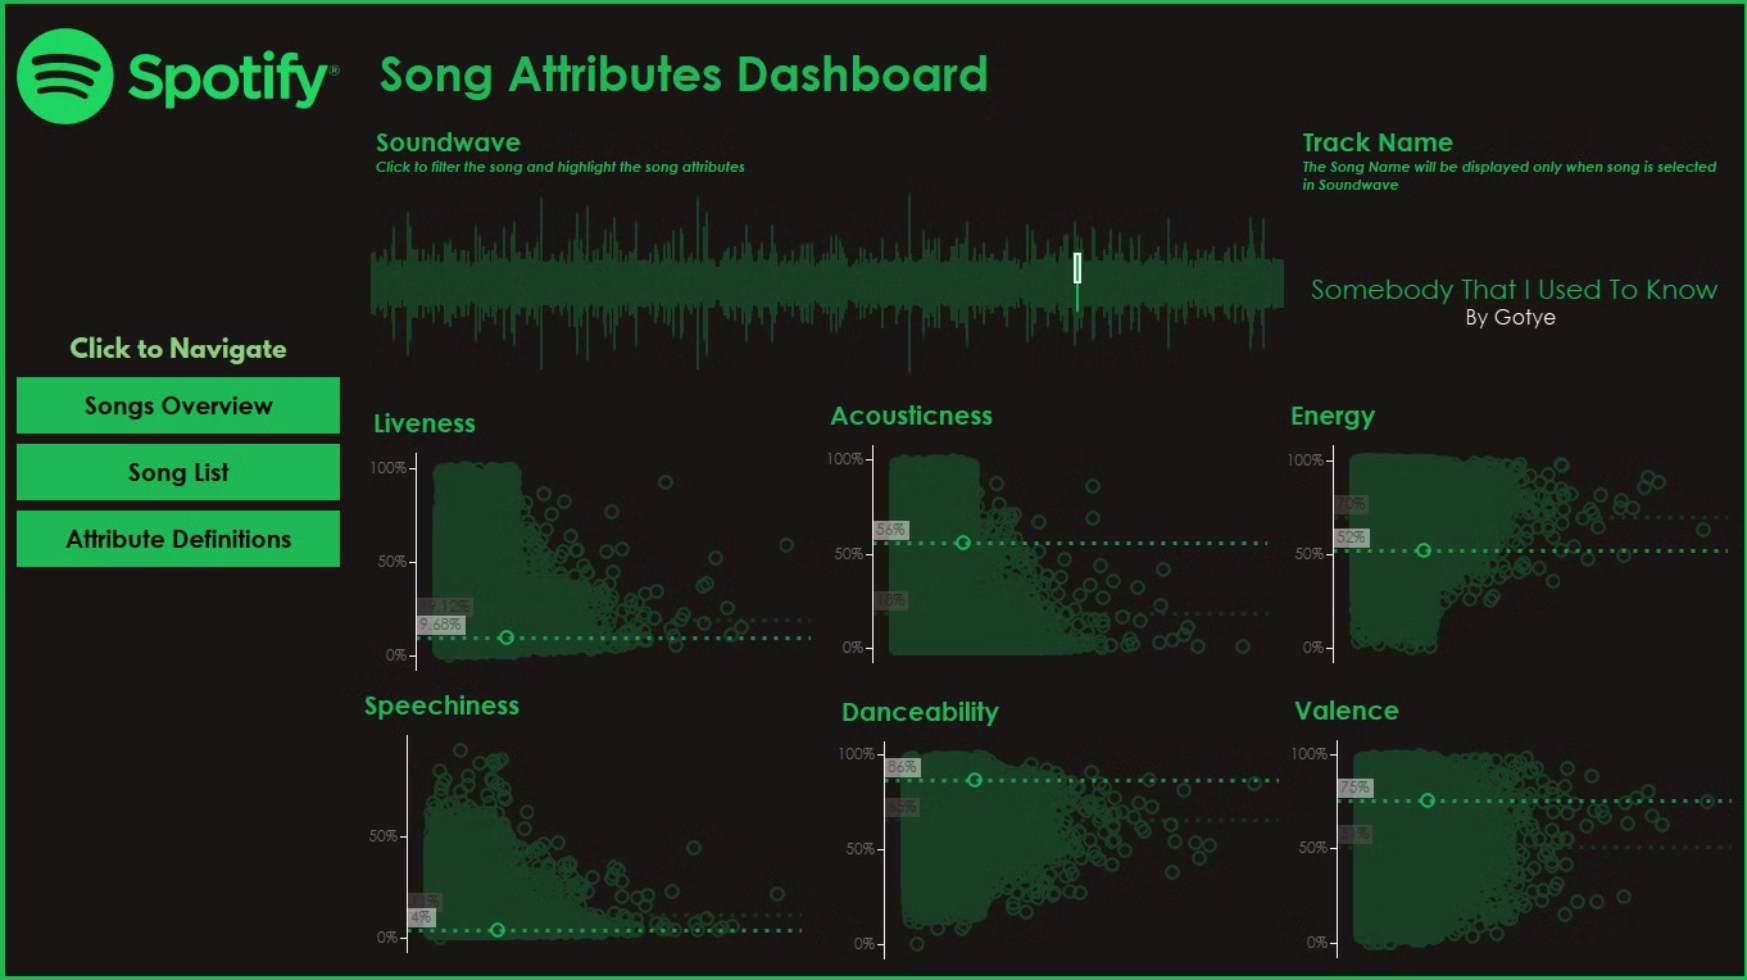 Spotify®
Song Attributes Dashboard
Soundwave
Click to filter the song and highlight the song attributes
Track Name
The Song Name will be displayed only when song is selected
in Soundwave
Somebody That I Used To Know
By Gotye
Click to Navigate
Songs Overview
Song List
Attribute Definitions
Liveness
100%
50%
9.68%
0%
Acousticness
100%
56%
50%
0%
Energy
100%
70%
52%
50%
0%
Speechiness
50%
4%
0%
Danceability
100%
86%
50%
0%
Valence
100%
75%
50%
0%